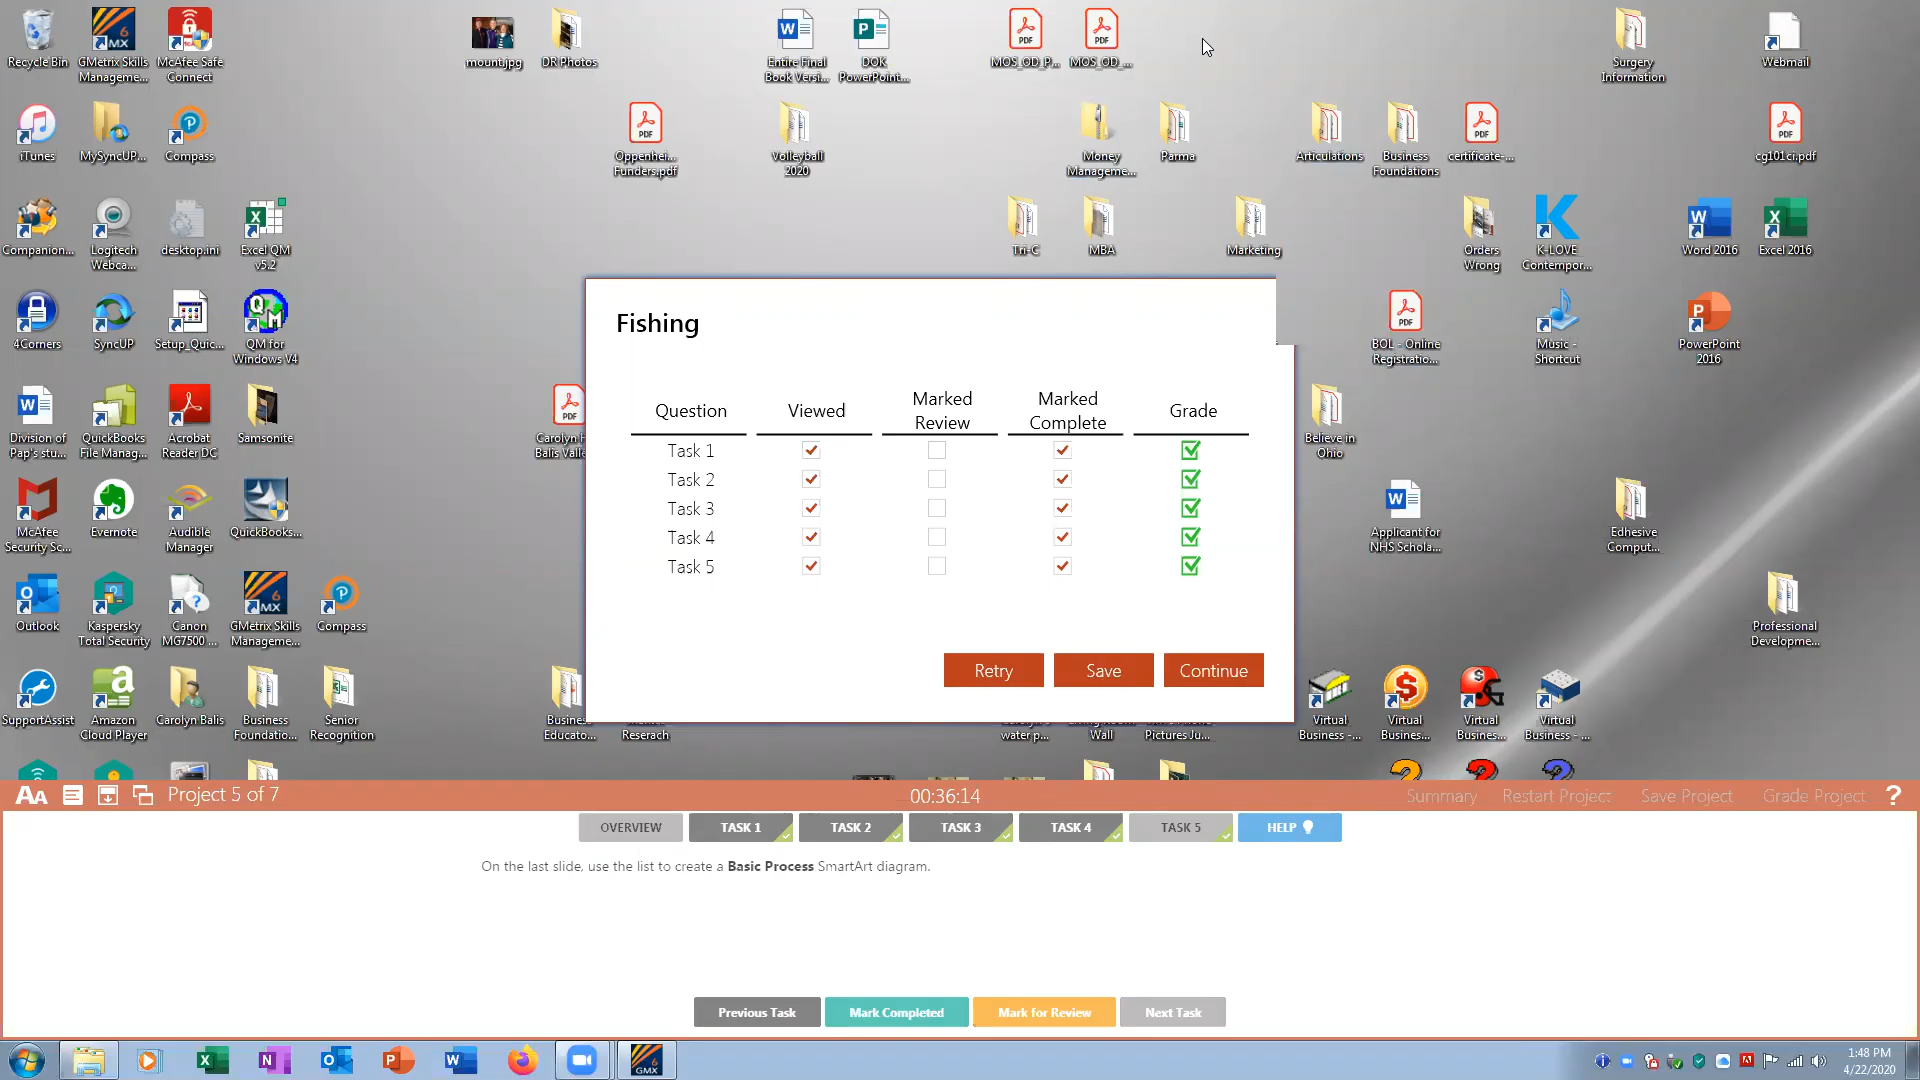 Recycle Bin
GMetrix Skills
Manageme...
McAfee Safe
Connect
mount.jpg
DR Photos
Entire Final
Book Versi...
DOK
PowerPoint...
MOS_OD_P...
MOS_OD_...
Surgery
Information
Webmail
iTunes
MySyncUP...
Compass
Oppenhei...
Funders.pdf
Volleyball
2020
Money
Manageme...
Parma
Articulations
Business
Foundations
certificate-...
cg101ci.pdf
Companion...
Logitech
Webca...
desktop.ini
Excel QM
v5.2
Tri-C
MBA
Marketing
Orders
Wrong
K-LOVE
Contempor...
Word 2016
Excel 2016
4Corners
SyncUP
Setup_Quic...
QM for
Windows V4
BOL - Online
Registratio...
Music -
Shortcut
PowerPoint
2016
Division of
Pap's stu...
QuickBooks
File Manag...
Acrobat
Reader DC
Samsonite
Carolyn
Balis Valle
Believe in
Ohio
McAfee
Security Sc...
Evernote
Audible
Manager
QuickBooks...
Applicant for
NHS Schola...
Edhesive
Comput...
Outlook
Kaspersky
Total Security
Canon
MG7500 ...
GMetrix Skills
Manageme...
Compass
Professional
Developme...
SupportAssist
Amazon
Cloud Player
Carolyn Balis
Business
Foundatio...
Senior
Recognition
Busine
Educato...
Reserach
water p...
Wall
Pictures Ju...
Virtual
Business -...
Virtual
Busines...
Virtual
Busines...
Virtual
Business - ...
Fishing
Question Viewed Marked Review Marked Complete Grade
Task 1
Task 2
Task 3
Task 4
Task 5
Retry Save Continue
AA Project 5 of 7 00:36:14 Summary Restart Project Save Project Grade Project ?
OVERVIEW TASK 1 TASK 2 TASK 3 TASK 4 TASK 5 HELP
On the last slide, use the list to create a Basic Process SmartArt diagram.
Previous Task Mark Completed Mark for Review Next Task
1:48 PM
4/22/2020